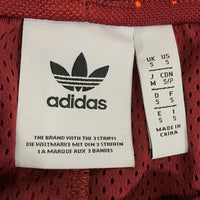 adidas
THE BRAND WITH THE 3 STRIPES
DIE WELTMARKE MIT DEN 3 STREIFEN
LA MARQUE AUX 3 BANDES
UK US
S S
J CDN
M S/P
D F
S S
E I
S S
MADE IN
CHINA